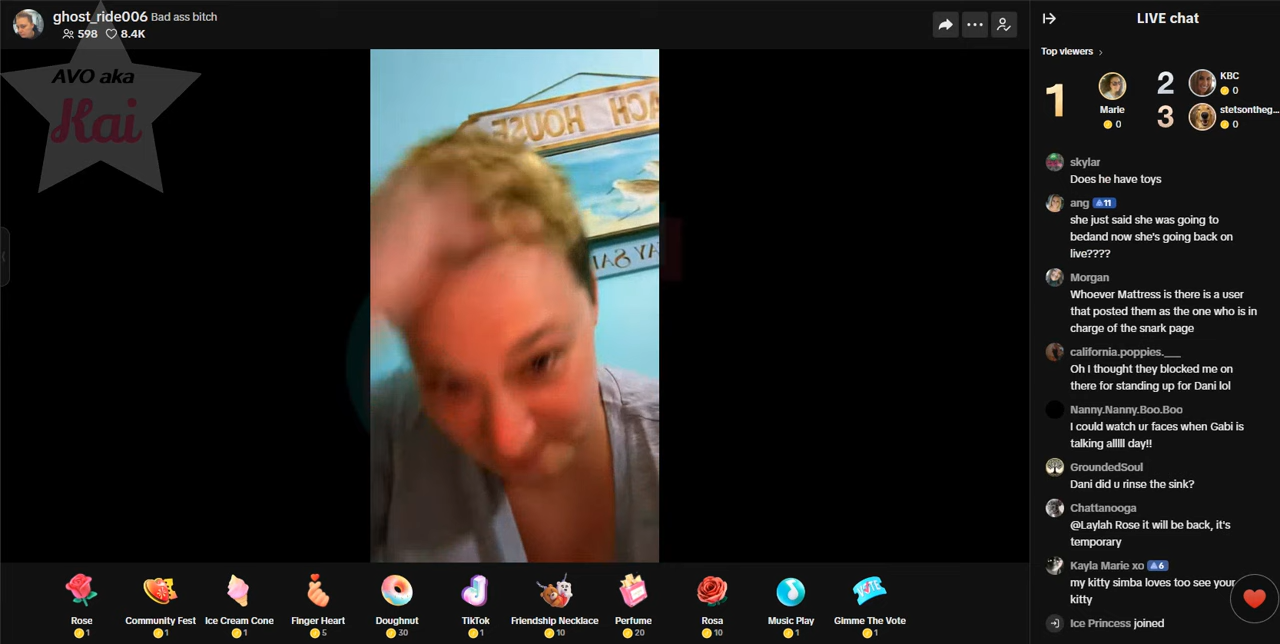 ghost_ride006 Bad ass bitch
598 8.4K
AVO aka
Kai
LIVE chat
Top viewers
1
Marie
0
2
KBC
0
3
stetsontheg...
0
ACH HOUSE
AY SA
skylar
Does he have toys
ang 11
she just said she was going to
bedand now she's going back on
live????
Morgan
Whoever Mattress is there is a user
that posted them as the one who is in
charge of the snark page
california.poppies.___
Oh I thought they blocked me on
there for standing up for Dani lol
Nanny.Nanny.Boo.Boo
I could watch ur faces when Gabi is
talking alllll day!!
GroundedSoul
Dani did u rinse the sink?
Chattanooga
@Laylah Rose it will be back, it's
temporary
Kayla Marie xo 6
my kitty simba loves too see your
kitty
Ice Princess joined
Rose
1
Community Fest
1
Ice Cream Cone
1
Finger Heart
5
Doughnut
30
TikTok
1
Friendship Necklace
10
Perfume
20
Rosa
10
Music Play
1
VOTE
Gimme The Vote
1